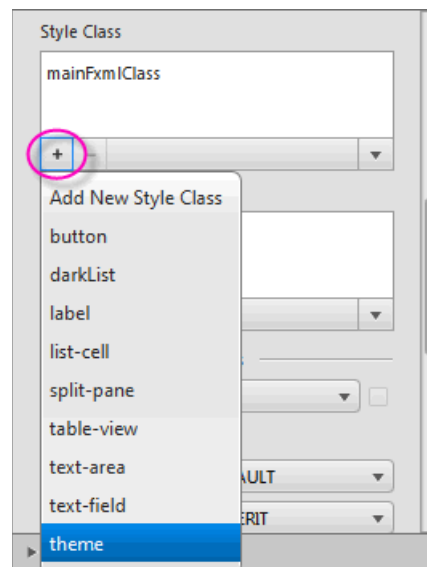 Style Class
mainFxmlClass
+ −
Add New Style Class
button
darkList
label
list-cell
split-pane
table-view
text-area
AULT
text-field
ERIT
theme